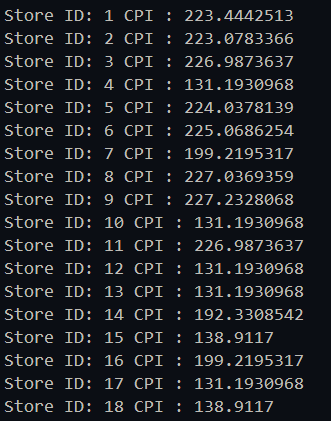 Store ID: 1 CPI : 223.4442513
Store ID: 2 CPI : 223.0783366
Store ID: 3 CPI : 226.9873637
Store ID: 4 CPI : 131.1930968
Store ID: 5 CPI : 224.0378139
Store ID: 6 CPI : 225.0686254
Store ID: 7 CPI : 199.2195317
Store ID: 8 CPI : 227.0369359
Store ID: 9 CPI : 227.2328068
Store ID: 10 CPI : 131.1930968
Store ID: 11 CPI : 226.9873637
Store ID: 12 CPI : 131.1930968
Store ID: 13 CPI : 131.1930968
Store ID: 14 CPI : 192.3308542
Store ID: 15 CPI : 138.9117
Store ID: 16 CPI : 199.2195317
Store ID: 17 CPI : 131.1930968
Store ID: 18 CPI : 138.9117